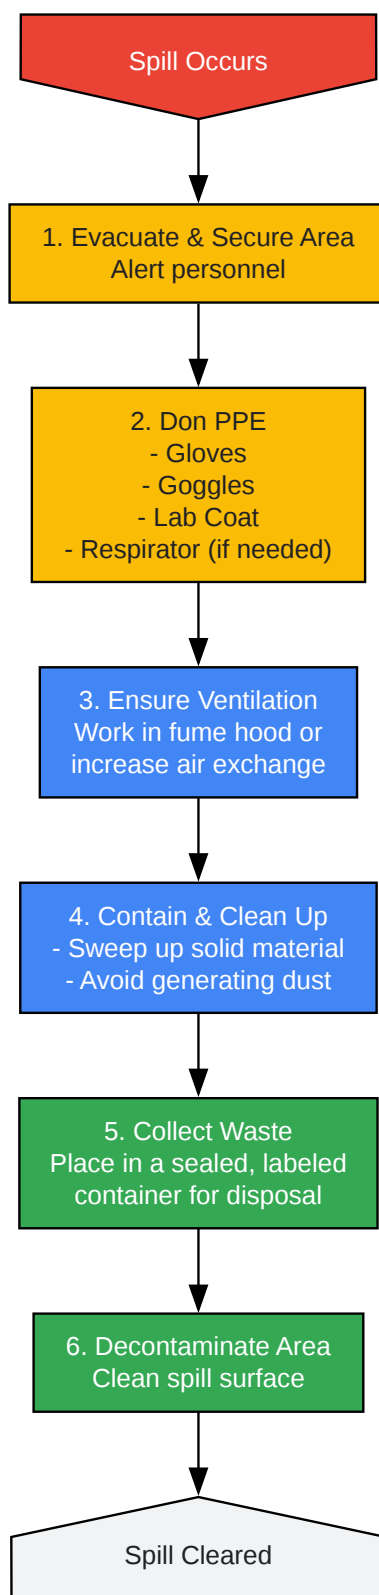 Spill Occurs
1. Evacuate & Secure Area
Alert personnel
2. Don PPE
- Gloves
- Goggles
- Lab Coat
- Respirator (if needed)
3. Ensure Ventilation
Work in fume hood or
increase air exchange
4. Contain & Clean Up
- Sweep up solid material
- Avoid generating dust
5. Collect Waste
Place in a sealed, labeled
container for disposal
6. Decontaminate Area
Clean spill surface
Spill Cleared